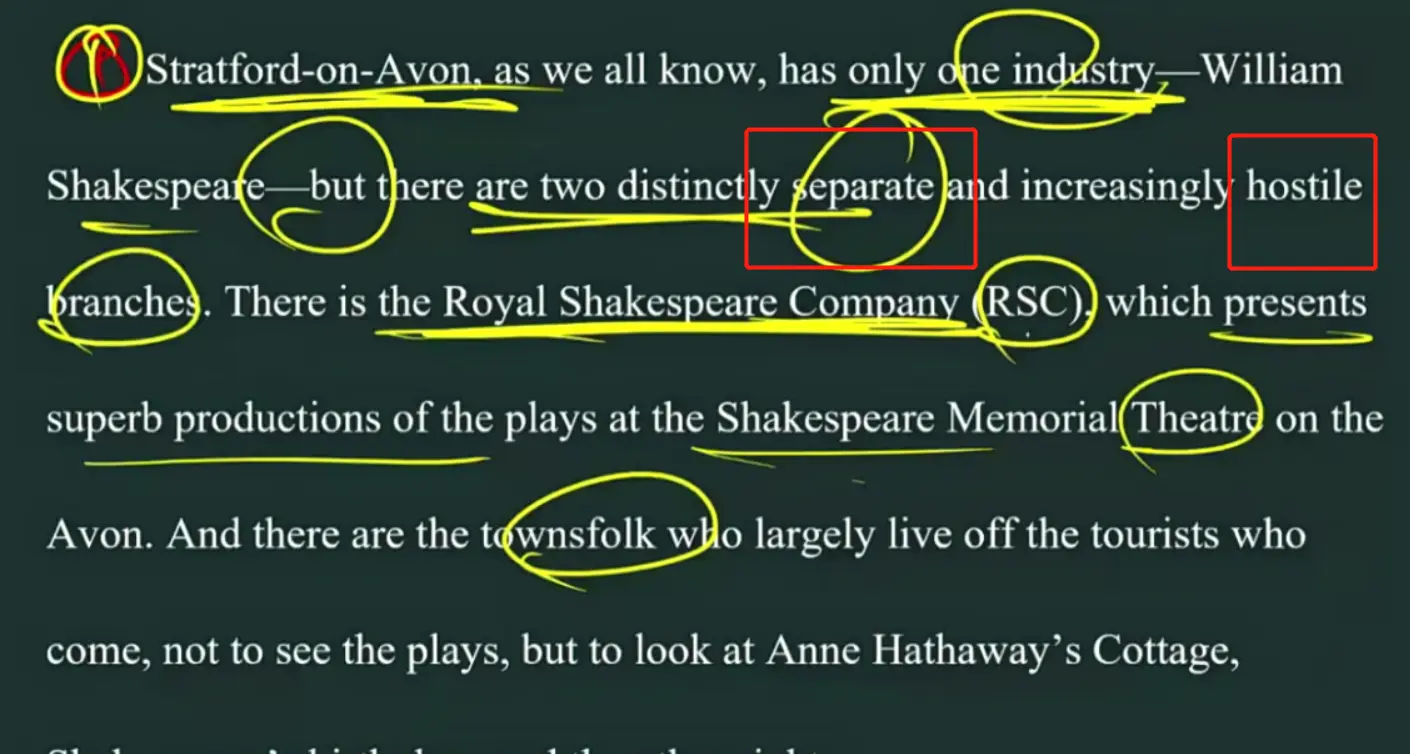 Stratford-on-Avon, as we all know, has only one industry—William
Shakespeare—but there are two distinctly separate and increasingly hostile
branches. There is the Royal Shakespeare Company (RSC), which presents
superb productions of the plays at the Shakespeare Memorial Theatre on the
Avon. And there are the townsfolk who largely live off the tourists who
come, not to see the plays, but to look at Anne Hathaway’s Cottage,